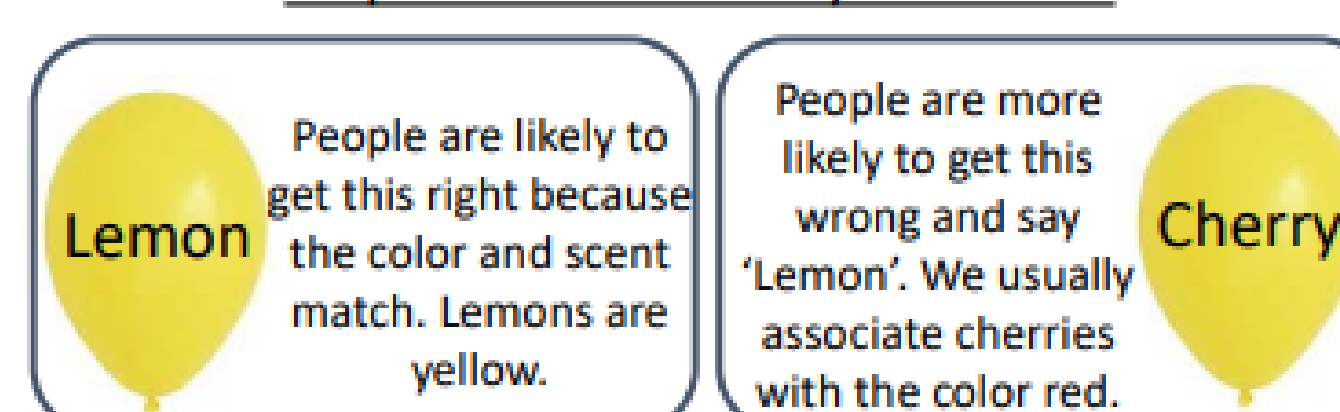 Lemon
People are likely to
get this right because
the color and scent
match. Lemons are
yellow.
People are more
likely to get this
wrong and say
‘Lemon’. We usually
associate cherries
with the color red.
Cherry